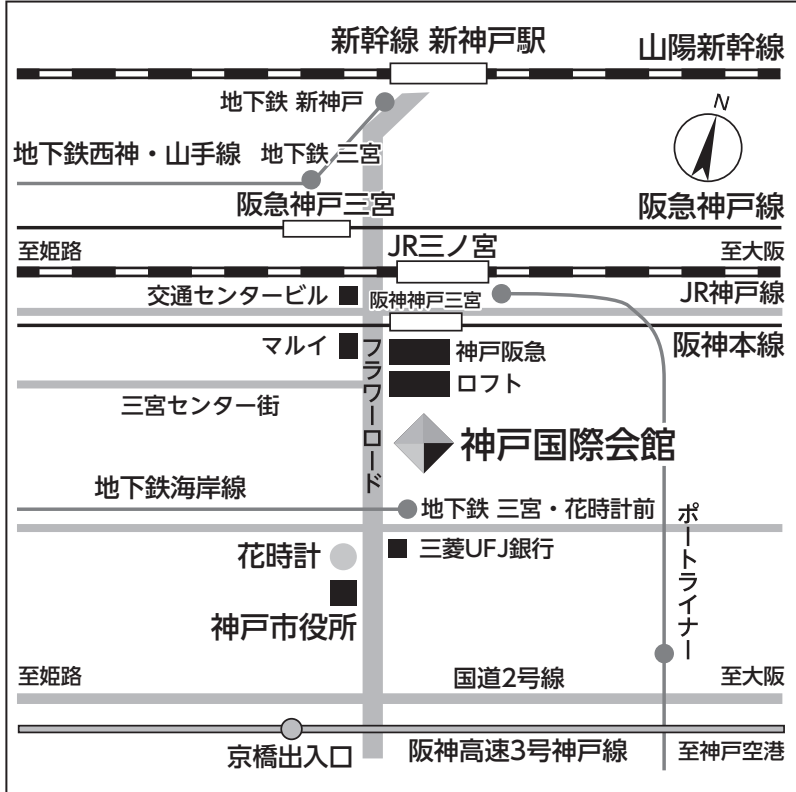 新幹線 新神戸駅
山陽新幹線
地下鉄 新神戸
N
地下鉄西神・山手線
地下鉄 三宮
阪急神戸三宮
阪急神戸線
至姫路
JR三ノ宮
至大阪
交通センタービル
阪神神戸三宮
JR神戸線
マルイ
フラワーロード
神戸阪急
阪神本線
ロフト
三宮センター街
神戸国際会館
地下鉄海岸線
地下鉄 三宮・花時計前
ポートライナー
花時計
三菱UFJ銀行
神戸市役所
至姫路
国道2号線
至大阪
京橋出入口
阪神高速3号神戸線
至神戸空港